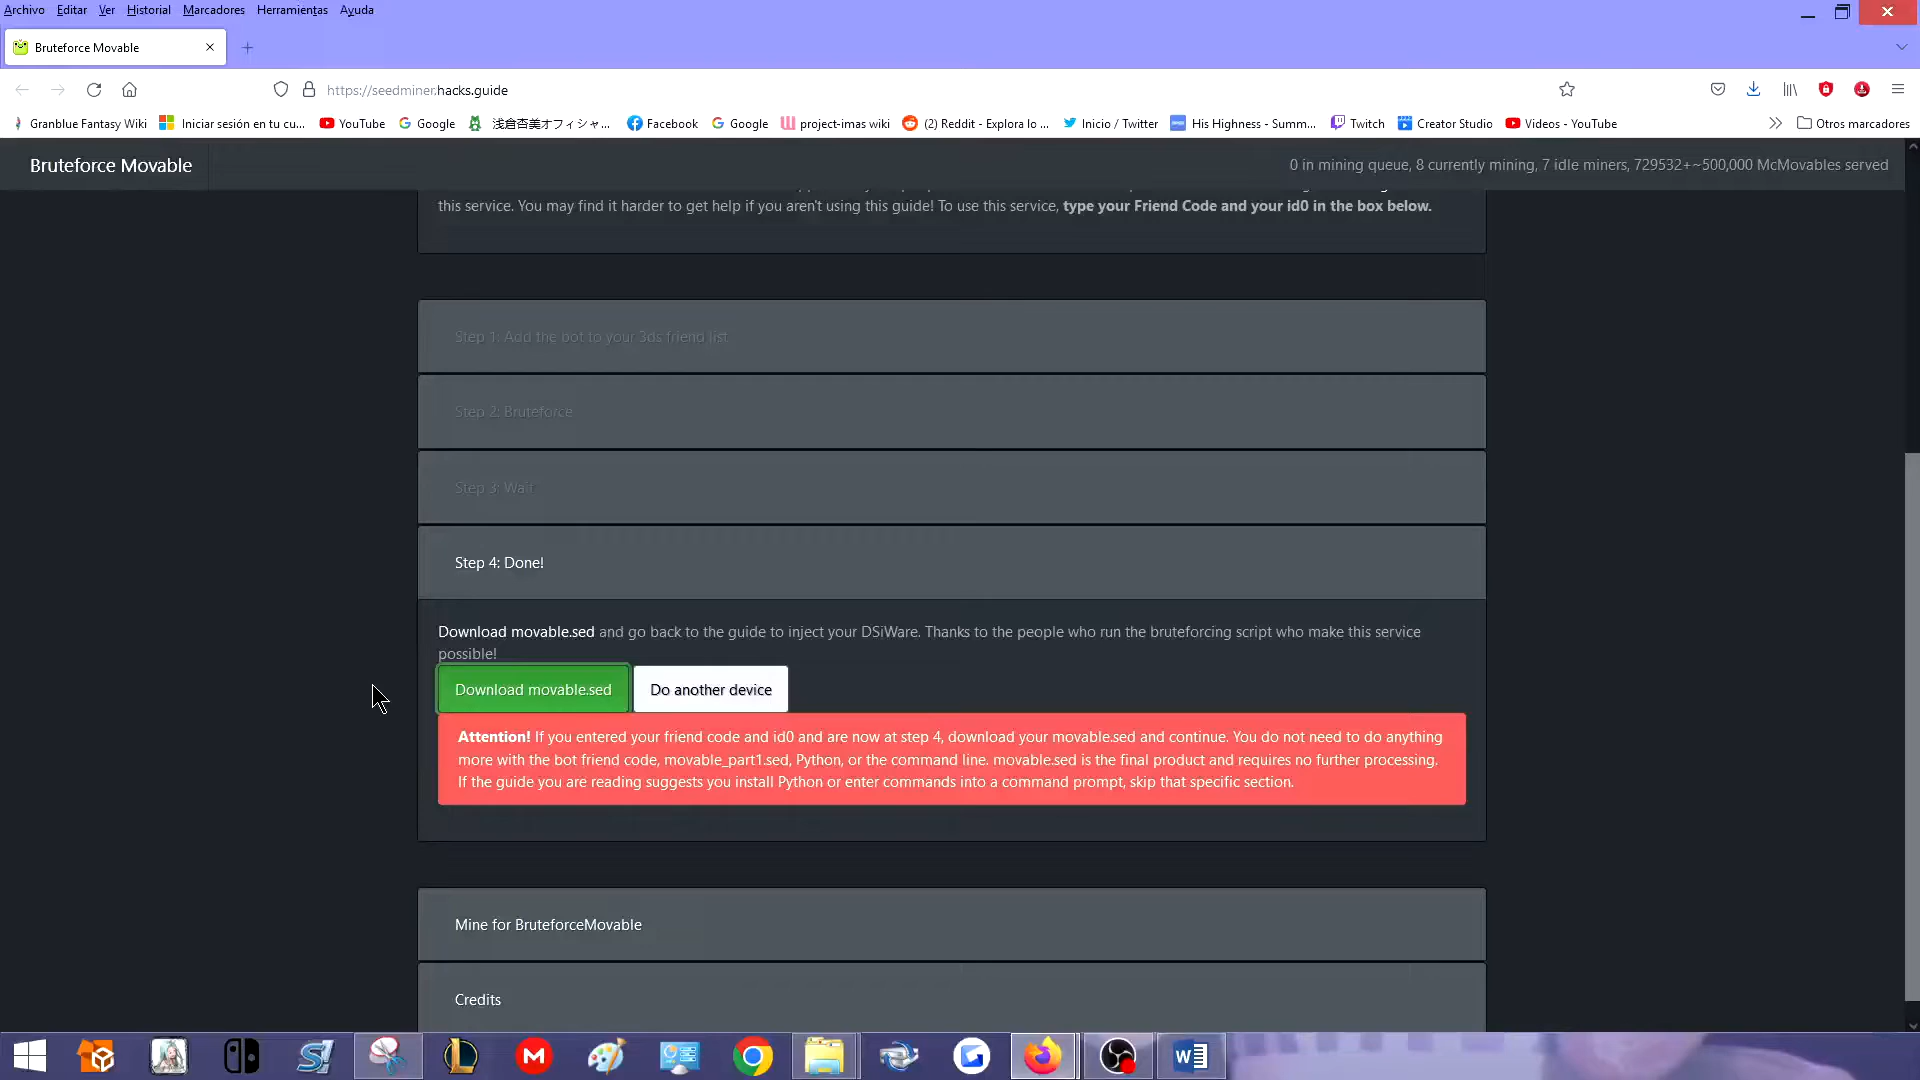 Archivo Editar Ver Historial Marcadores Herramientas Ayuda
Bruteforce Movable
https://seedminer.hacks.guide
Granblue Fantasy Wiki Iniciar sesión en tu cu... YouTube Google 浅倉杏美オフィシャ... Facebook Google project-imas wiki (2) Reddit - Explora lo ... Inicio / Twitter His Highness - Summ... Twitch Creator Studio Videos - YouTube Otros marcadores
Bruteforce Movable 0 in mining queue, 8 currently mining, 7 idle miners, 729532+~500,000 McMovables served
this service. You may find it harder to get help if you aren't using this guide! To use this service, type your Friend Code and your id0 in the box below.
Step 1: Add the bot to your 3ds friend list
Step 2: Bruteforce
Step 3: Wait
Step 4: Done!
Download movable.sed and go back to the guide to inject your DSiWare. Thanks to the people who run the bruteforcing script who make this service
possible!
Download movable.sed Do another device
Attention! If you entered your friend code and id0 and are now at step 4, download your movable.sed and continue. You do not need to do anything
more with the bot friend code, movable_part1.sed, Python, or the command line. movable.sed is the final product and requires no further processing.
If the guide you are reading suggests you install Python or enter commands into a command prompt, skip that specific section.
Mine for BruteforceMovable
Credits